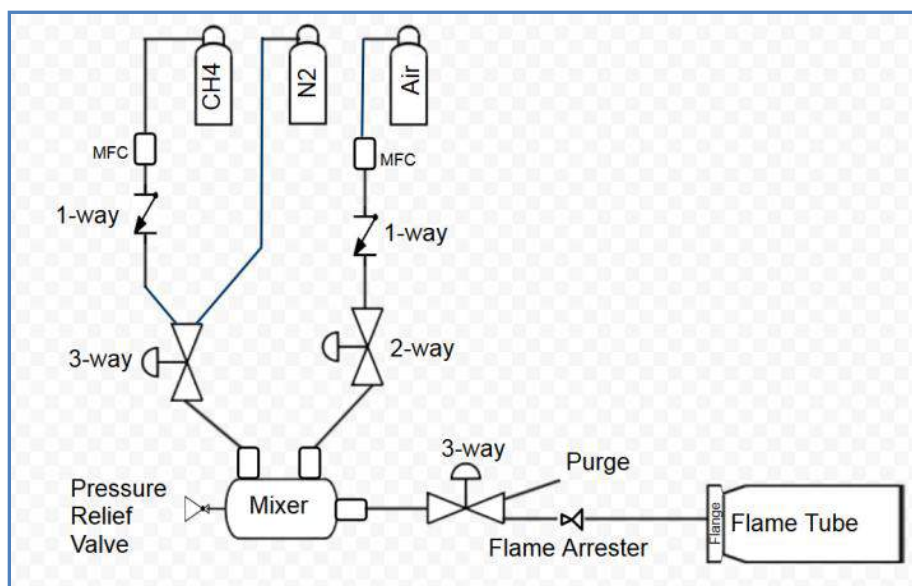 CH4
N2
Air
MFC
MFC
1-way
1-way
3-way
2-way
3-way
Purge
Pressure
Relief
Valve
Mixer
Flame Arrester
Flange
Flame Tube